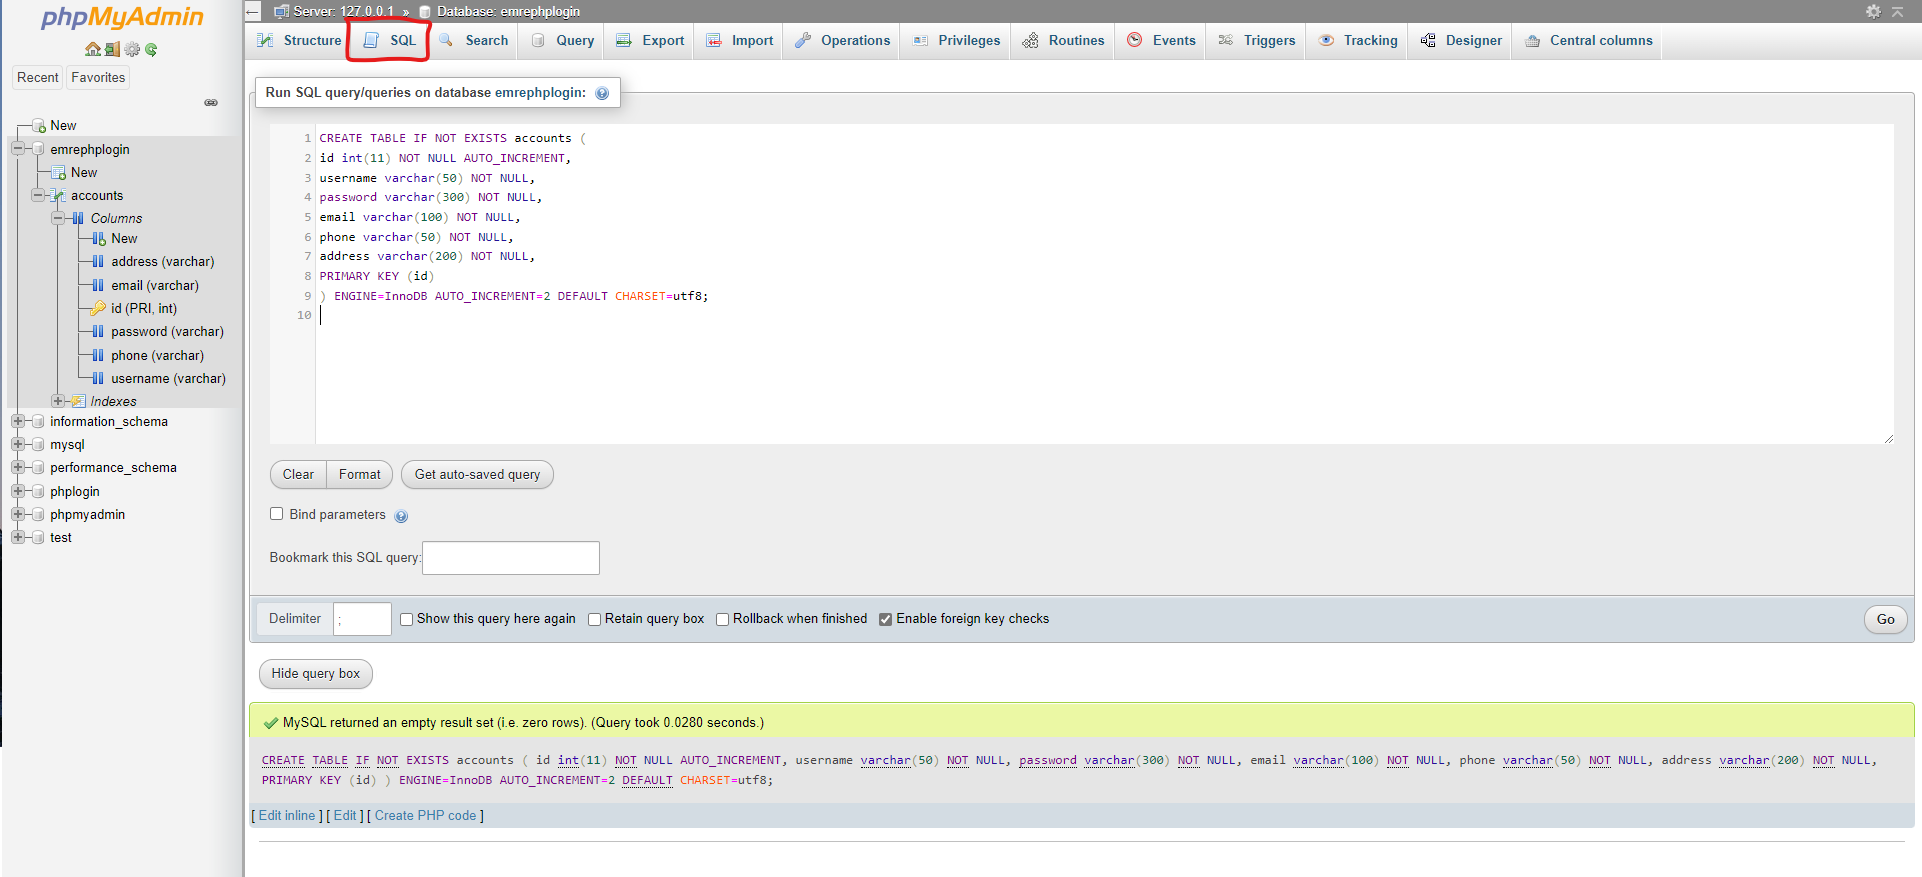 phpMyAdmin
Recent Favorites
New
emrephplogin
New
accounts
Columns
New
address (varchar)
email (varchar)
id (PRI, int)
password (varchar)
phone (varchar)
username (varchar)
Indexes
information_schema
mysql
performance_schema
phplogin
phpmyadmin
test
Server: 127.0.0.1 » Database: emrephplogin
Structure SQL Search Query Export Import Operations Privileges Routines Events Triggers Tracking Designer Central columns
Run SQL query/queries on database emrephplogin:
1 CREATE TABLE IF NOT EXISTS accounts (
2 id int(11) NOT NULL AUTO_INCREMENT,
3 username varchar(50) NOT NULL,
4 password varchar(300) NOT NULL,
5 email varchar(100) NOT NULL,
6 phone varchar(50) NOT NULL,
7 address varchar(200) NOT NULL,
8 PRIMARY KEY (id)
9 ) ENGINE=InnoDB AUTO_INCREMENT=2 DEFAULT CHARSET=utf8;
10
Clear Format Get auto-saved query
Bind parameters
Bookmark this SQL query:
Delimiter ; Show this query here again Retain query box Rollback when finished Enable foreign key checks Go
Hide query box
MySQL returned an empty result set (i.e. zero rows). (Query took 0.0280 seconds.)
CREATE TABLE IF NOT EXISTS accounts ( id int(11) NOT NULL AUTO_INCREMENT, username varchar(50) NOT NULL, password varchar(300) NOT NULL, email varchar(100) NOT NULL, phone varchar(50) NOT NULL, address varchar(200) NOT NULL,
PRIMARY KEY (id) ) ENGINE=InnoDB AUTO_INCREMENT=2 DEFAULT CHARSET=utf8;
[ Edit inline ] [ Edit ] [ Create PHP code ]